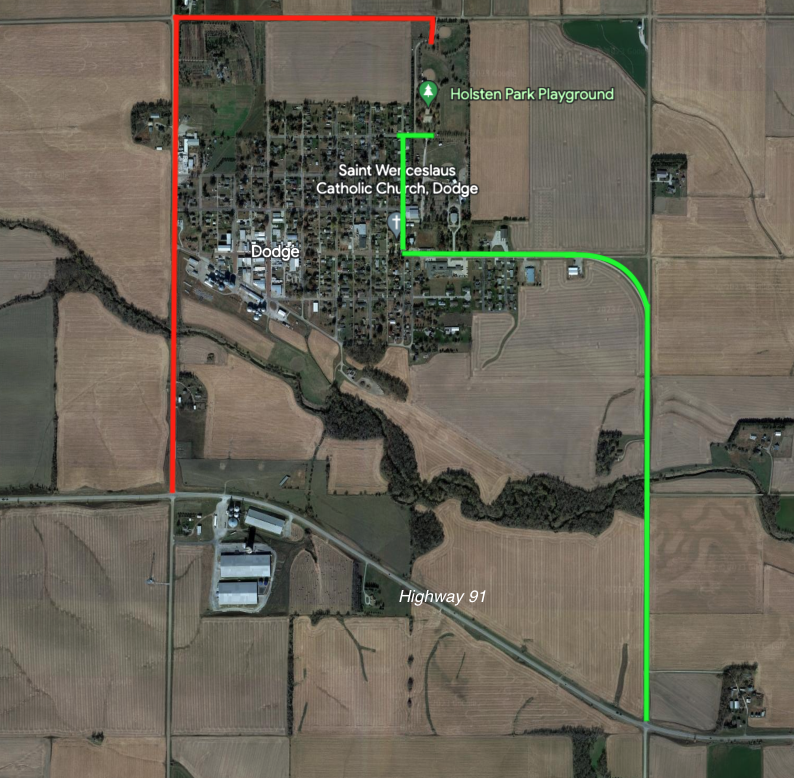 Holsten Park Playground
Saint Wenceslaus
Catholic Church, Dodge
Dodge
Highway 91